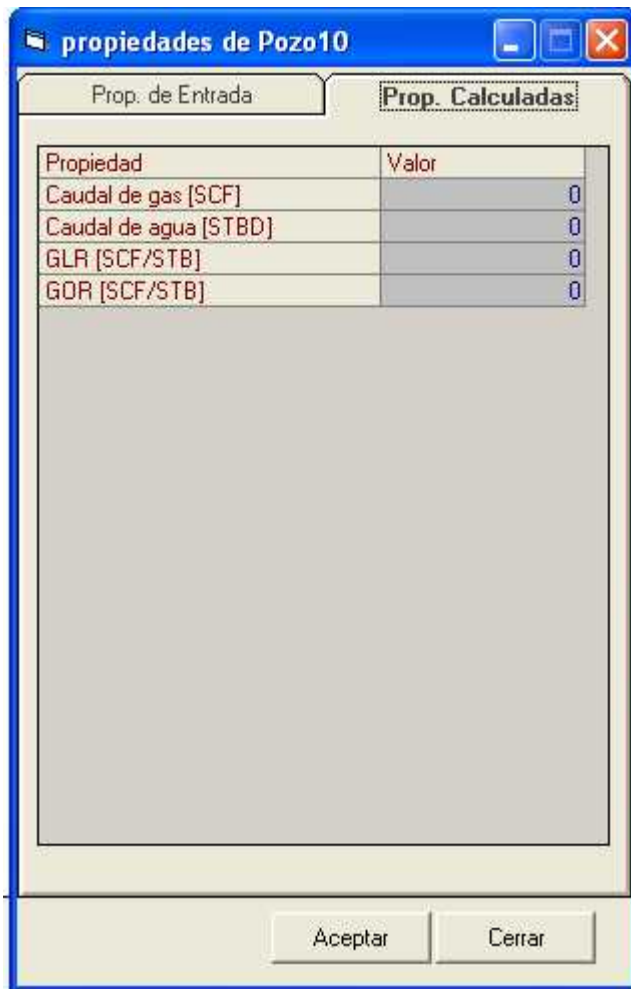 propiedades de Pozo10
Prop. de Entrada Prop. Calculadas
Propiedad Valor
Caudal de gas [SCF] 0
Caudal de agua [STBD] 0
GLR [SCF/STB] 0
GOR [SCF/STB] 0
Aceptar Cerrar